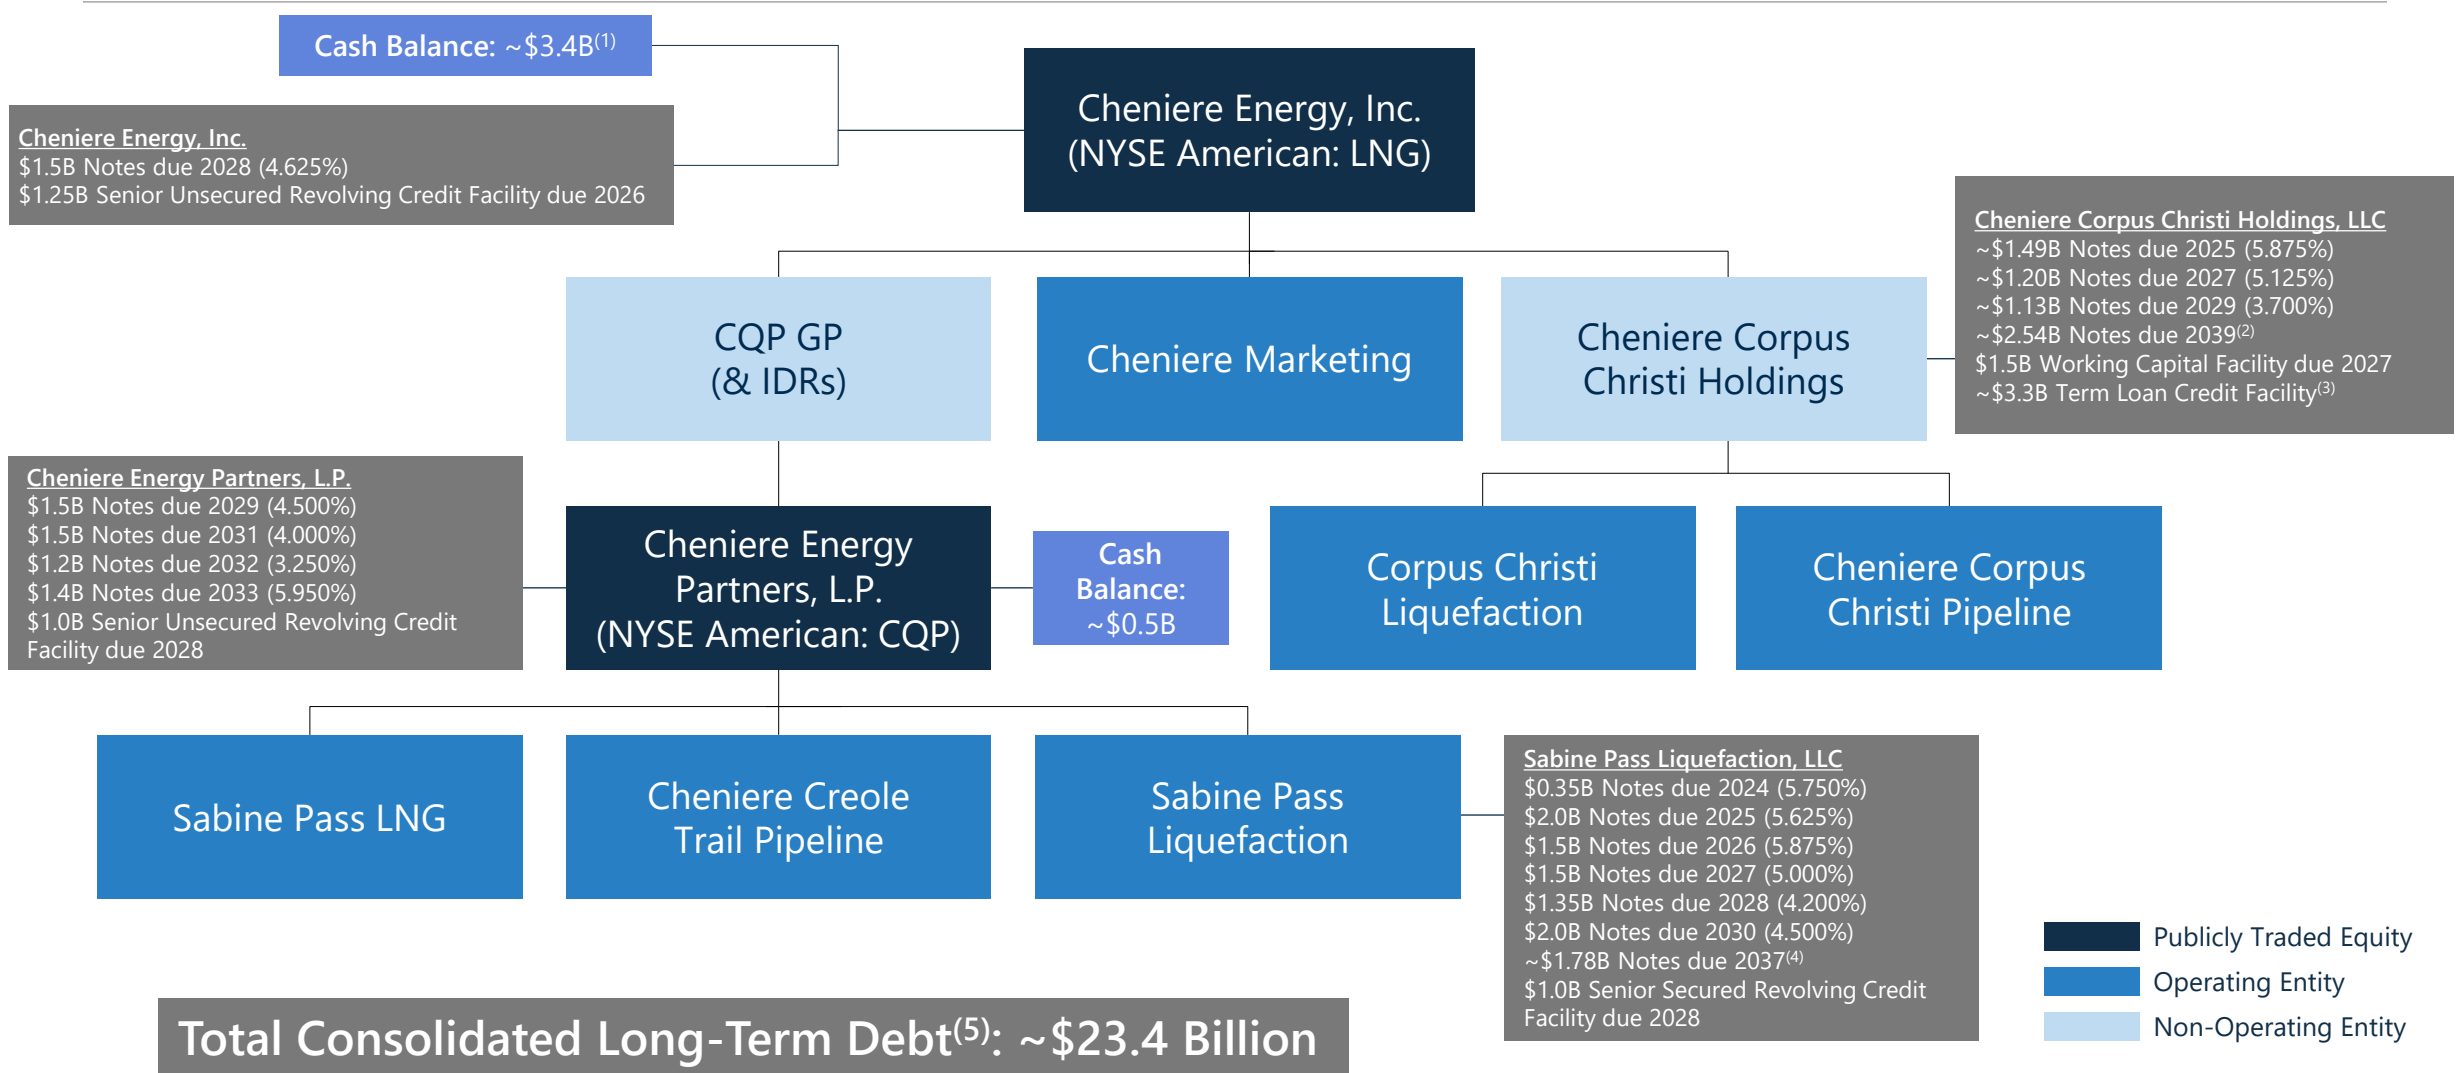 Cash Balance: ~$3.4B(1)
Cheniere Energy, Inc.
(NYSE American: LNG)
Cheniere Energy, Inc.
$1.5B Notes due 2028 (4.625%)
$1.25B Senior Unsecured Revolving Credit Facility due 2026
Cheniere Corpus Christi Holdings, LLC
~$1.49B Notes due 2025 (5.875%)
~$1.20B Notes due 2027 (5.125%)
~$1.13B Notes due 2029 (3.700%)
~$2.54B Notes due 2039(2)
$1.5B Working Capital Facility due 2027
~$3.3B Term Loan Credit Facility(3)
CQP GP
(& IDRs)
Cheniere Marketing
Cheniere Corpus
Christi Holdings
Cheniere Energy Partners, L.P.
$1.5B Notes due 2029 (4.500%)
$1.5B Notes due 2031 (4.000%)
$1.2B Notes due 2032 (3.250%)
$1.4B Notes due 2033 (5.950%)
$1.0B Senior Unsecured Revolving Credit
Facility due 2028
Cheniere Energy
Partners, L.P.
(NYSE American: CQP)
Cash
Balance:
~$0.5B
Corpus Christi
Liquefaction
Cheniere Corpus
Christi Pipeline
Sabine Pass LNG
Cheniere Creole
Trail Pipeline
Sabine Pass
Liquefaction
Sabine Pass Liquefaction, LLC
$0.35B Notes due 2024 (5.750%)
$2.0B Notes due 2025 (5.625%)
$1.5B Notes due 2026 (5.875%)
$1.5B Notes due 2027 (5.000%)
$1.35B Notes due 2028 (4.200%)
$2.0B Notes due 2030 (4.500%)
~$1.78B Notes due 2037(4)
$1.0B Senior Secured Revolving Credit
Facility due 2028
Publicly Traded Equity
Operating Entity
Non-Operating Entity
Total Consolidated Long-Term Debt(5): ~$23.4 Billion